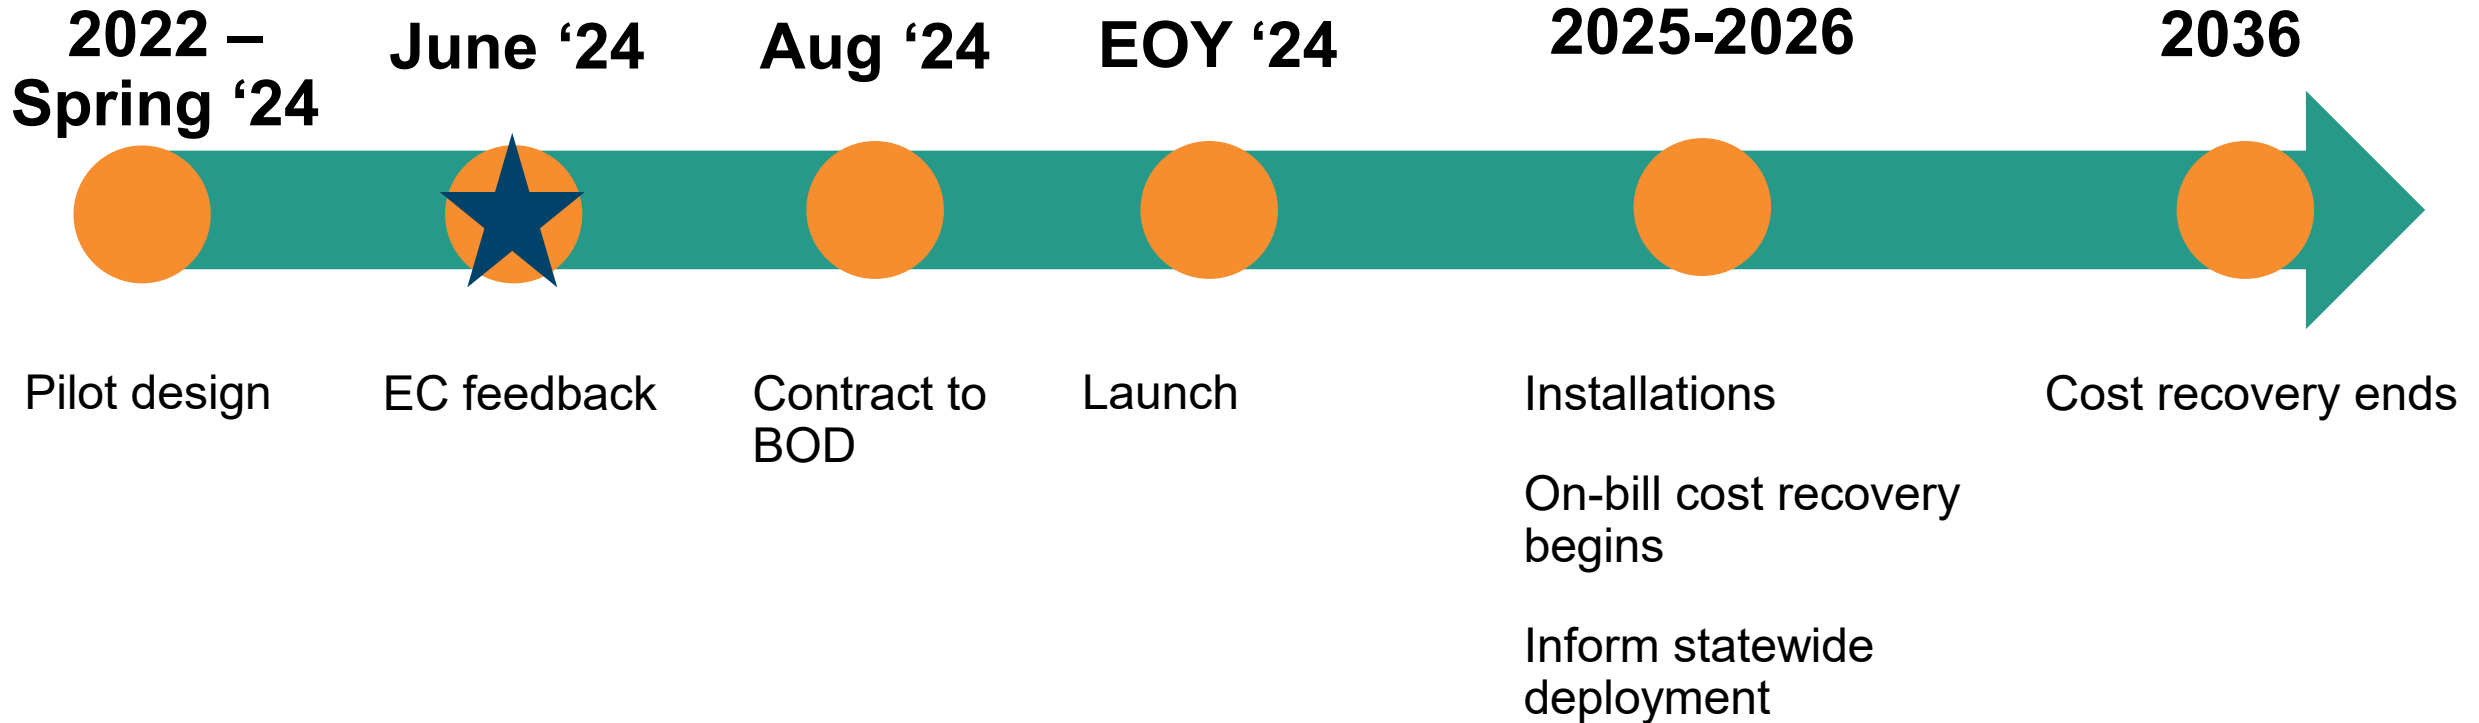 2022 –
Spring ‘24
June ‘24
Aug ‘24
EOY ‘24
2025-2026
2036
Pilot design
EC feedback
Contract to
BOD
Launch
Installations
On-bill cost recovery
begins
Inform statewide
deployment
Cost recovery ends